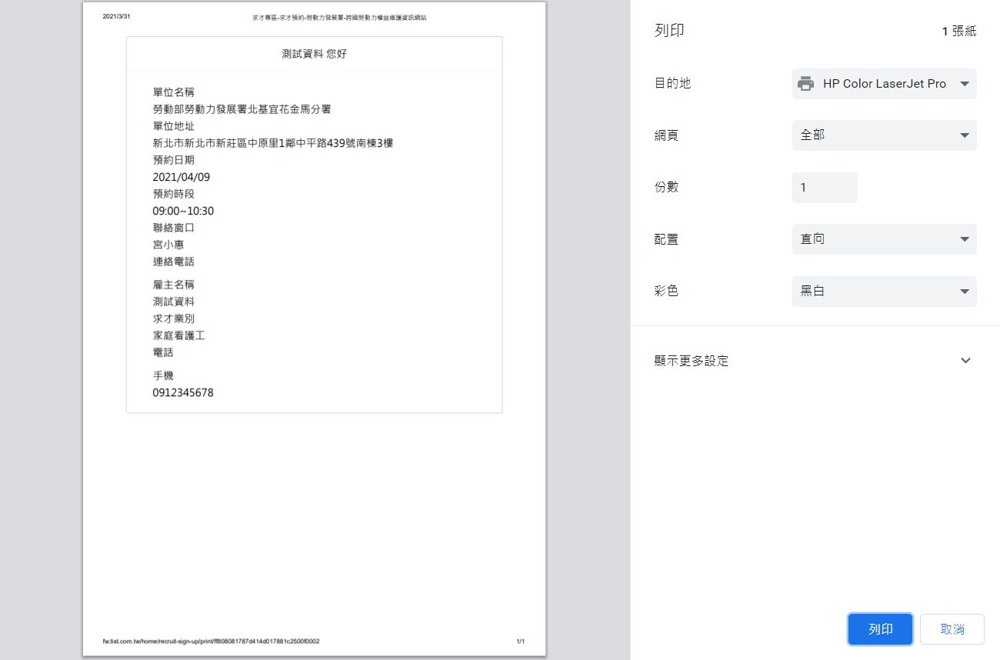 2021/3/31
求才專區-求才預約-勞動力發展署-跨國勞動力權益維護資訊網站
測試資料 您好
單位名稱
勞動部勞動力發展署北基宜花金馬分署
單位地址
新北市新北市新莊區中原里1鄰中平路439號南棟3樓
預約日期
2021/04/09
預約時段
09:00~10:30
聯絡窗口
宮小惠
連絡電話
雇主名稱
測試資料
求才業別
家庭看護工
電話
手機
0912345678
fw.tist.com.tw/home/recruit-sign-up/print/ff808081787d414d017881c2500f0002
1/1
列印
1 張紙
目的地
HP Color LaserJet Pro
網頁
全部
份數
1
配置
直向
彩色
黑白
顯示更多設定
列印
取消